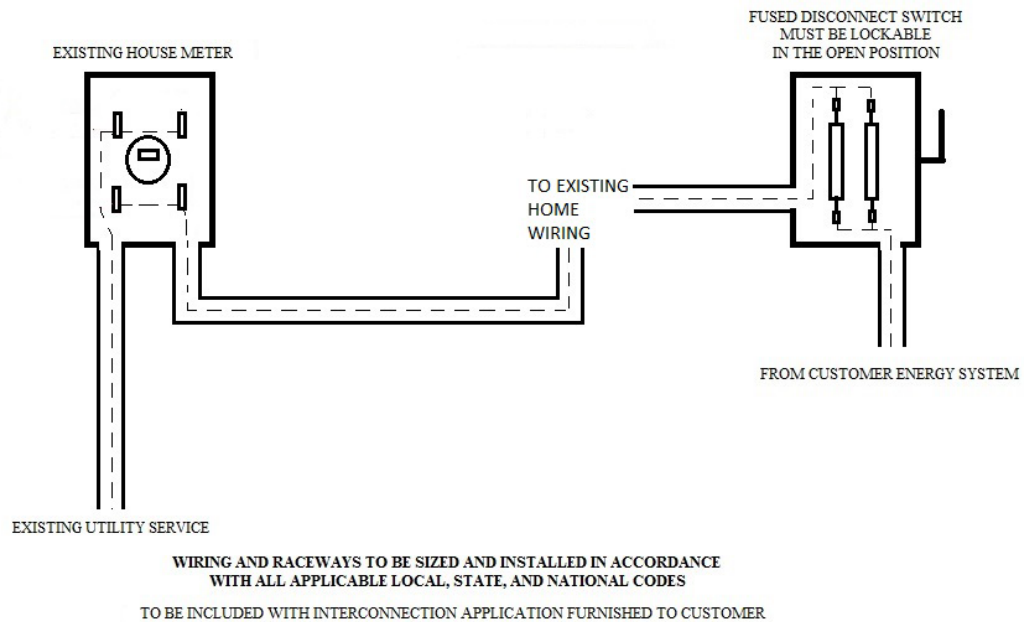 FUSED DISCONNECT SWITCH
MUST BE LOCKABLE
IN THE OPEN POSITION
EXISTING HOUSE METER
TO EXISTING
HOME
WIRING
FROM CUSTOMER ENERGY SYSTEM
EXISTING UTILITY SERVICE
WIRING AND RACEWAYS TO BE SIZED AND INSTALLED IN ACCORDANCE
WITH ALL APPLICABLE LOCAL, STATE, AND NATIONAL CODES
TO BE INCLUDED WITH INTERCONNECTION APPLICATION FURNISHED TO CUSTOMER